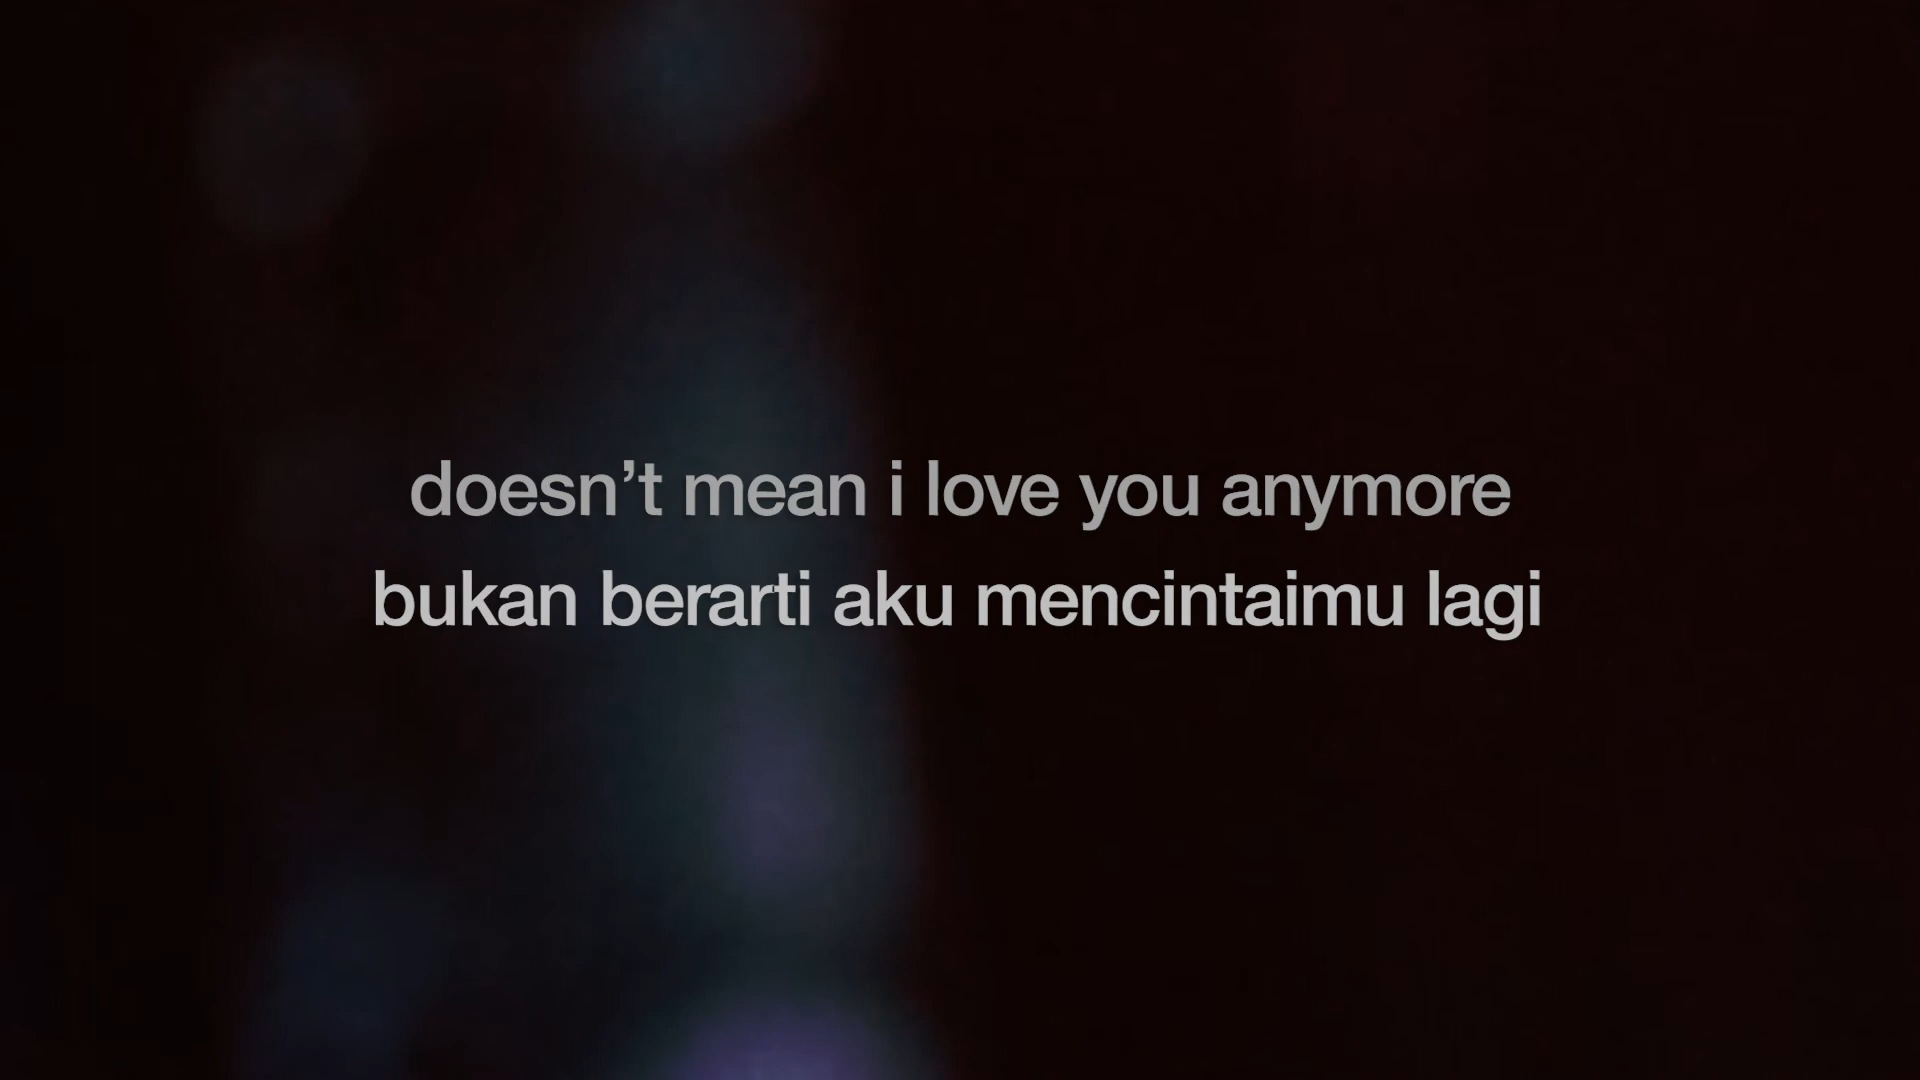 doesn’t mean i love you anymore
bukan berarti aku mencintaimu lagi